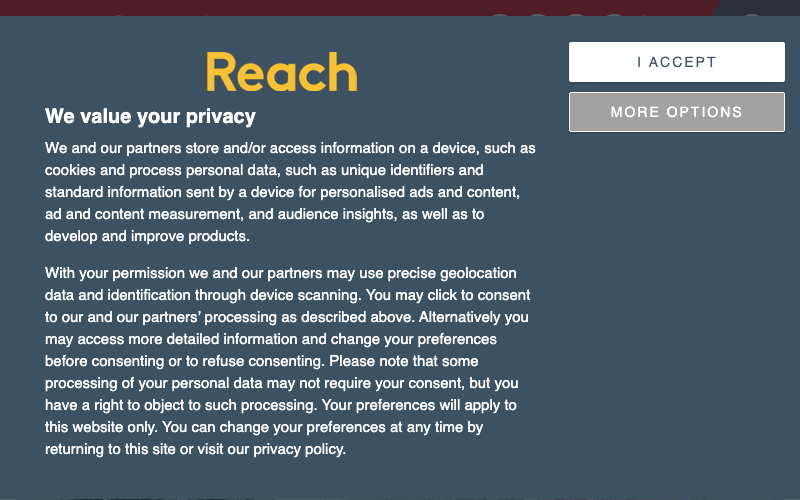 Reach
I ACCEPT
MORE OPTIONS
We value your privacy
We and our partners store and/or access information on a device, such as
cookies and process personal data, such as unique identifiers and
standard information sent by a device for personalised ads and content,
ad and content measurement, and audience insights, as well as to
develop and improve products.
With your permission we and our partners may use precise geolocation
data and identification through device scanning. You may click to consent
to our and our partners’ processing as described above. Alternatively you
may access more detailed information and change your preferences
before consenting or to refuse consenting. Please note that some
processing of your personal data may not require your consent, but you
have a right to object to such processing. Your preferences will apply to
this website only. You can change your preferences at any time by
returning to this site or visit our privacy policy.